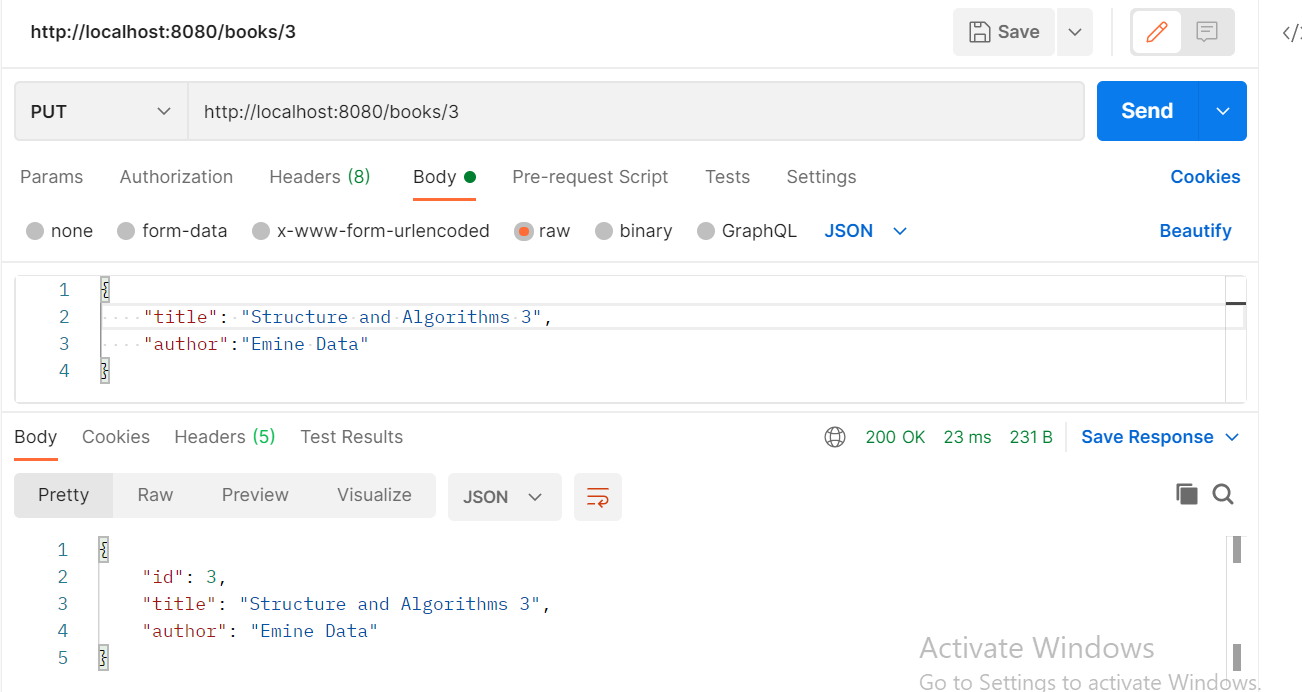 http://localhost:8080/books/3 Save </>
PUT http://localhost:8080/books/3 Send
Params Authorization Headers (8) Body Pre-request Script Tests Settings Cookies
none form-data x-www-form-urlencoded raw binary GraphQL JSON Beautify
1 {
2 "title": "Structure and Algorithms 3",
3 "author":"Emine Data"
4 }
Body Cookies Headers (5) Test Results 200 OK 23 ms 231 B Save Response
Pretty Raw Preview Visualize JSON
1 {
2 "id": 3,
3 "title": "Structure and Algorithms 3",
4 "author": "Emine Data"
5 }
Activate Windows
Go to Settings to activate Windows.